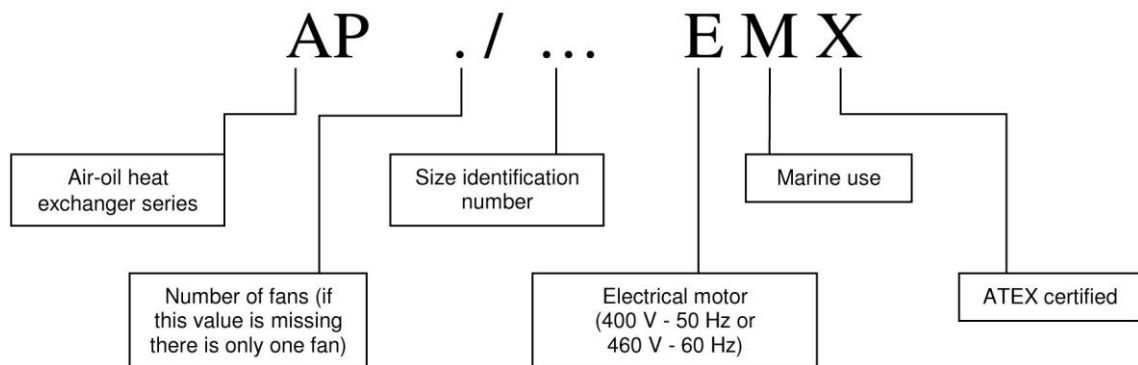 AP . / ... E M X
Air-oil heat
exchanger series
Size identification
number
Marine use
Number of fans (if
this value is missing
there is only one fan)
Electrical motor
(400 V - 50 Hz or
460 V - 60 Hz)
ATEX certified